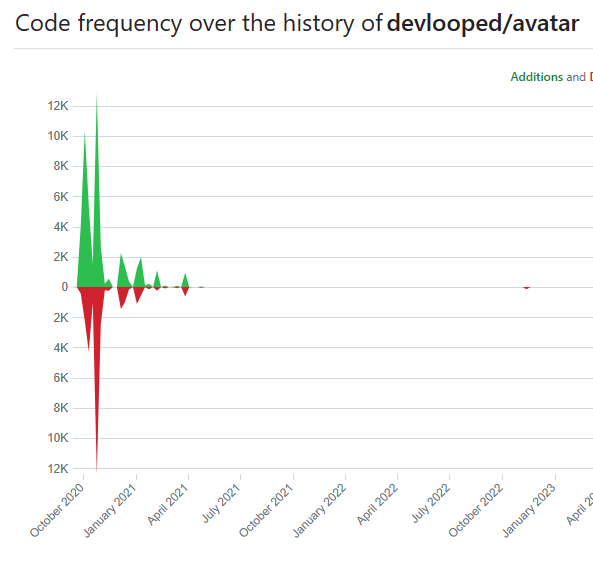 Code frequency over the history of devlooped/avatar
Additions and
12K
10K
8K
6K
4K
2K
0
2K
4K
6K
8K
10K
12K
October 2020
January 2021
April 2021
July 2021
October 2021
January 2022
April 2022
July 2022
October 2022
January 2023